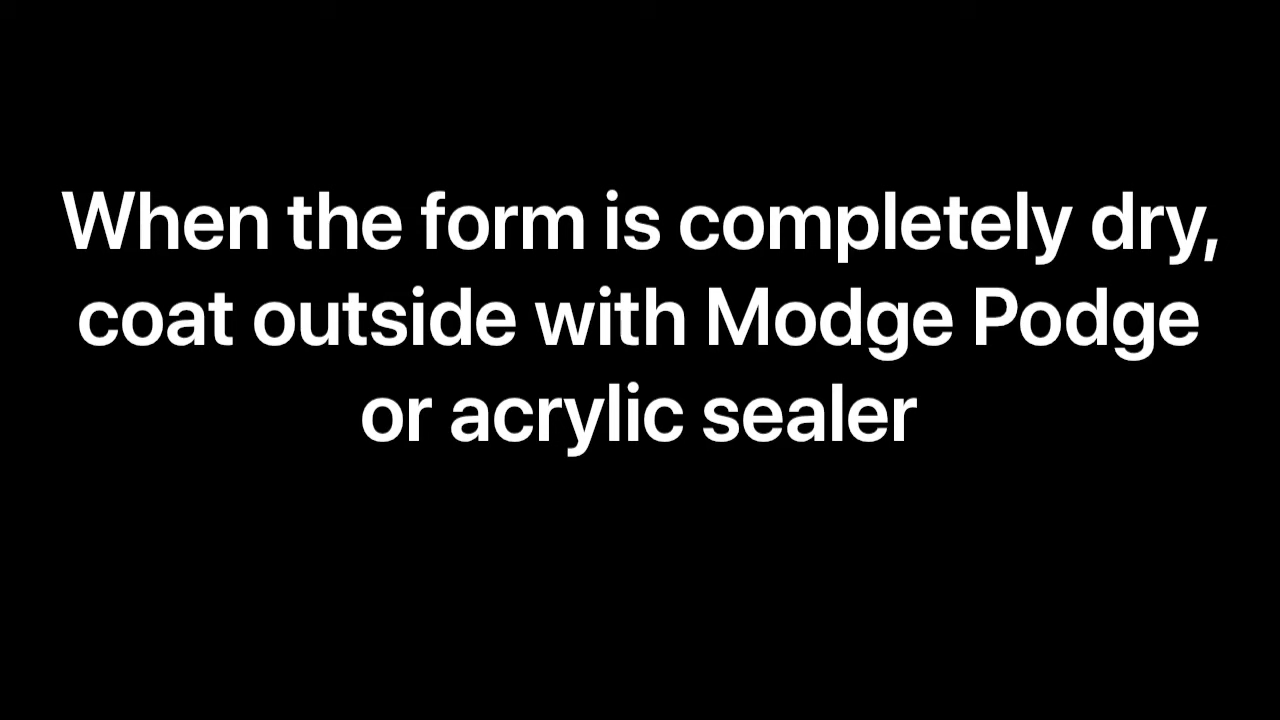 When the form is completely dry,
coat outside with Modge Podge
or acrylic sealer